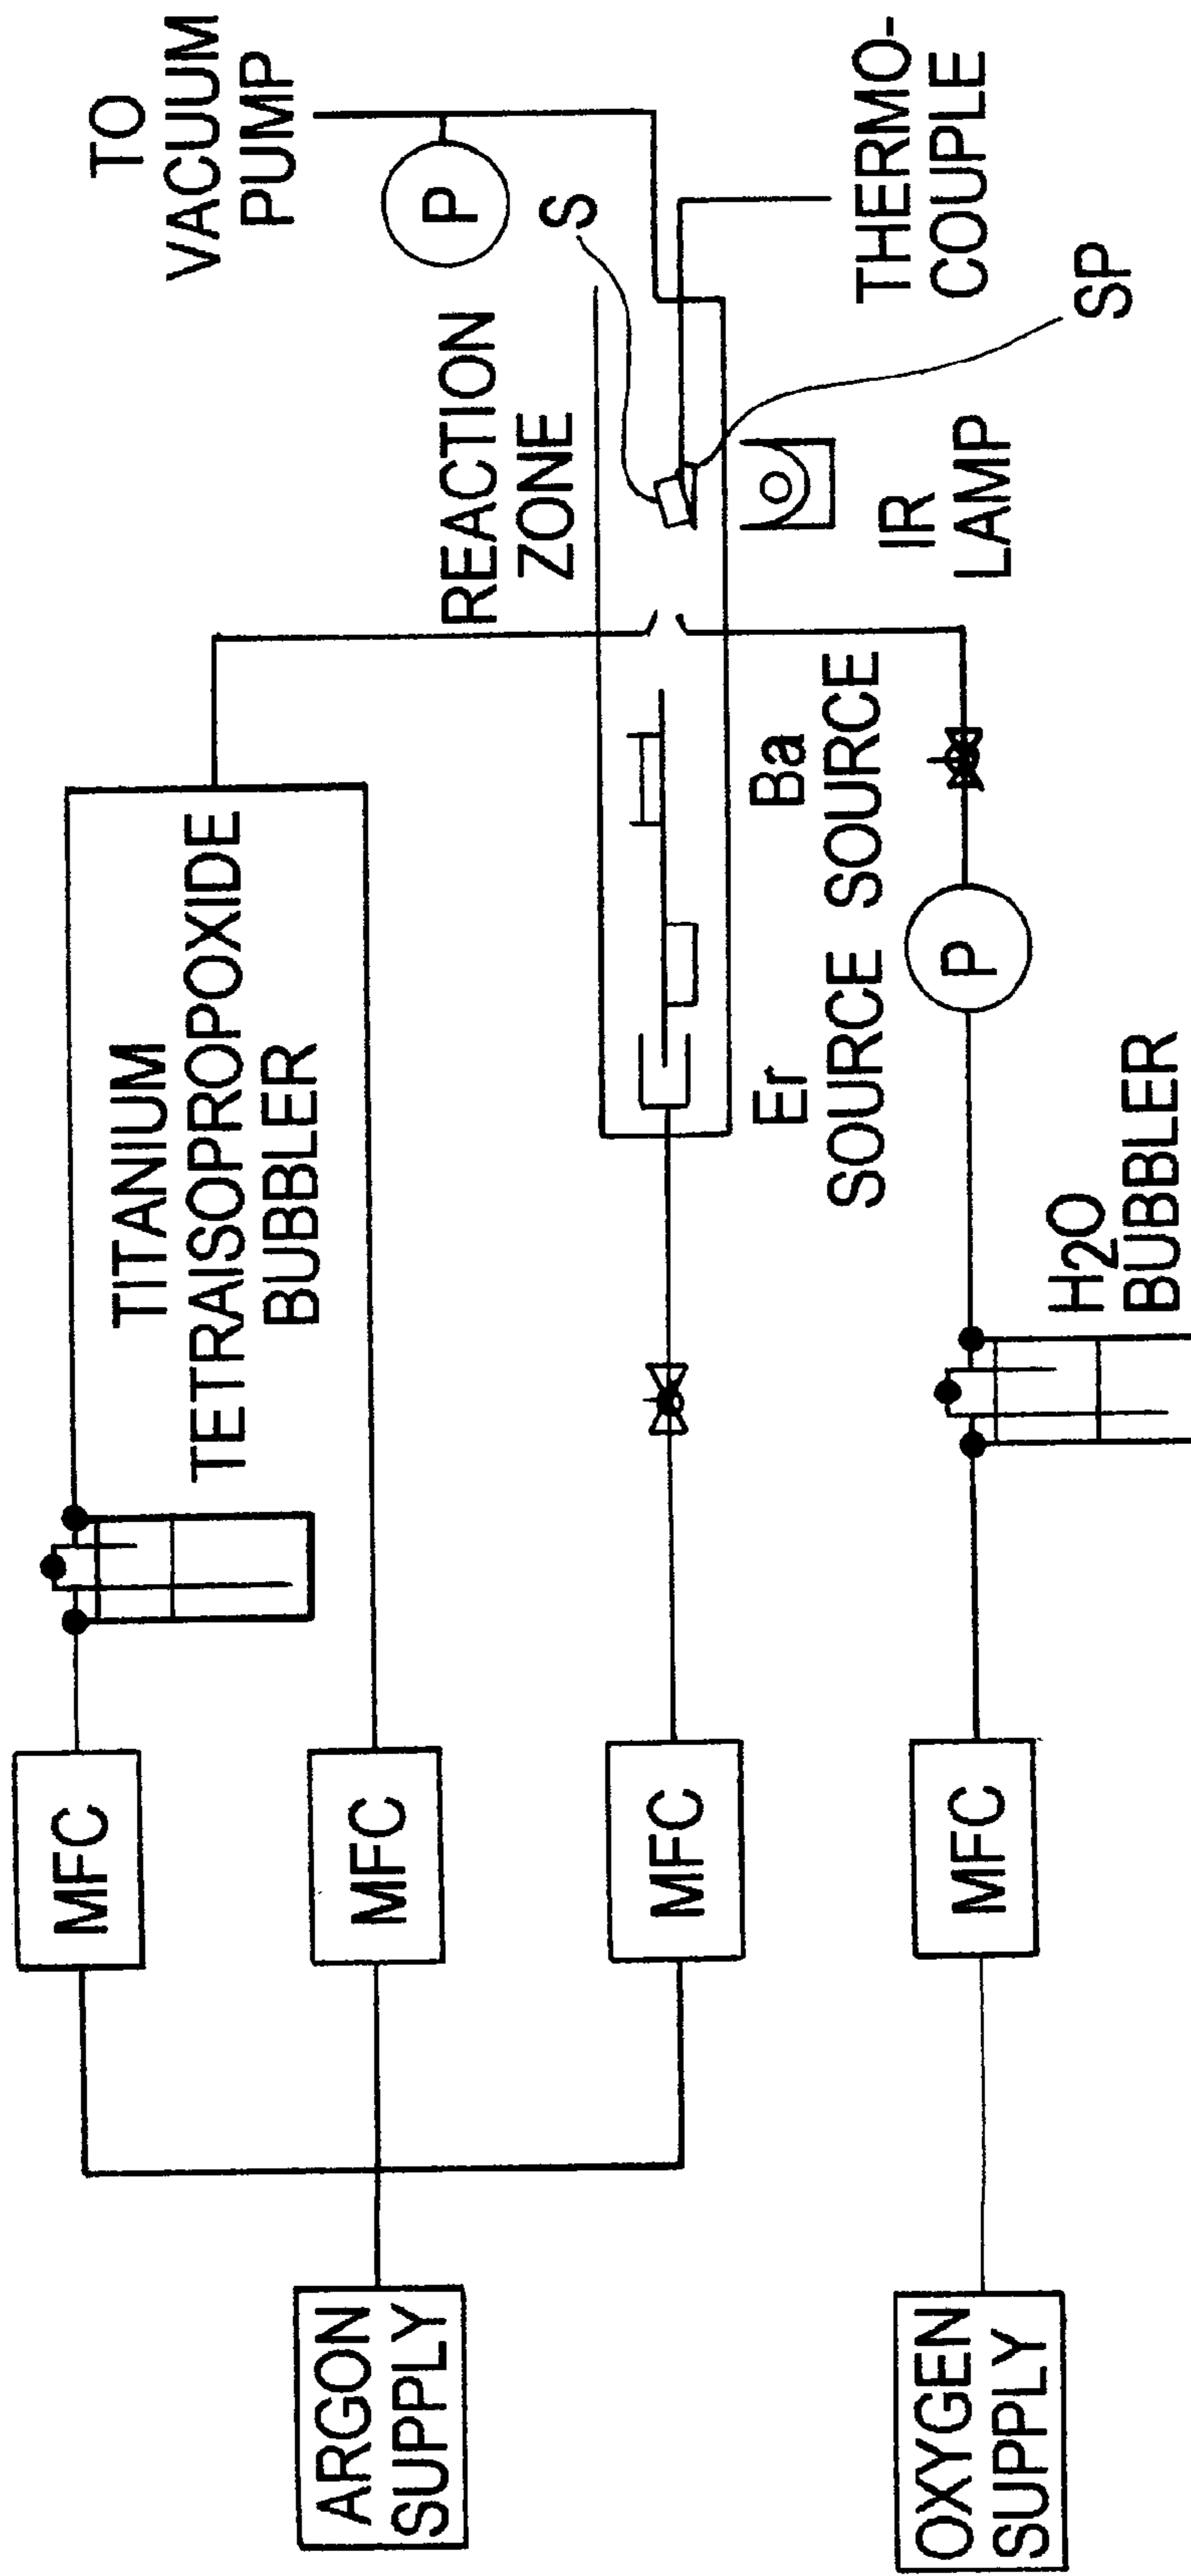 TO
VACUUM
PUMP
P
S
REACTION
ZONE
THERMO-
COUPLE
SP
IR
LAMP
TITANIUM
TETRAISOPROPOXIDE
BUBBLER
Er
SOURCE
Ba
SOURCE
P
H2O
BUBBLER
MFC
MFC
MFC
MFC
ARGON
SUPPLY
OXYGEN
SUPPLY